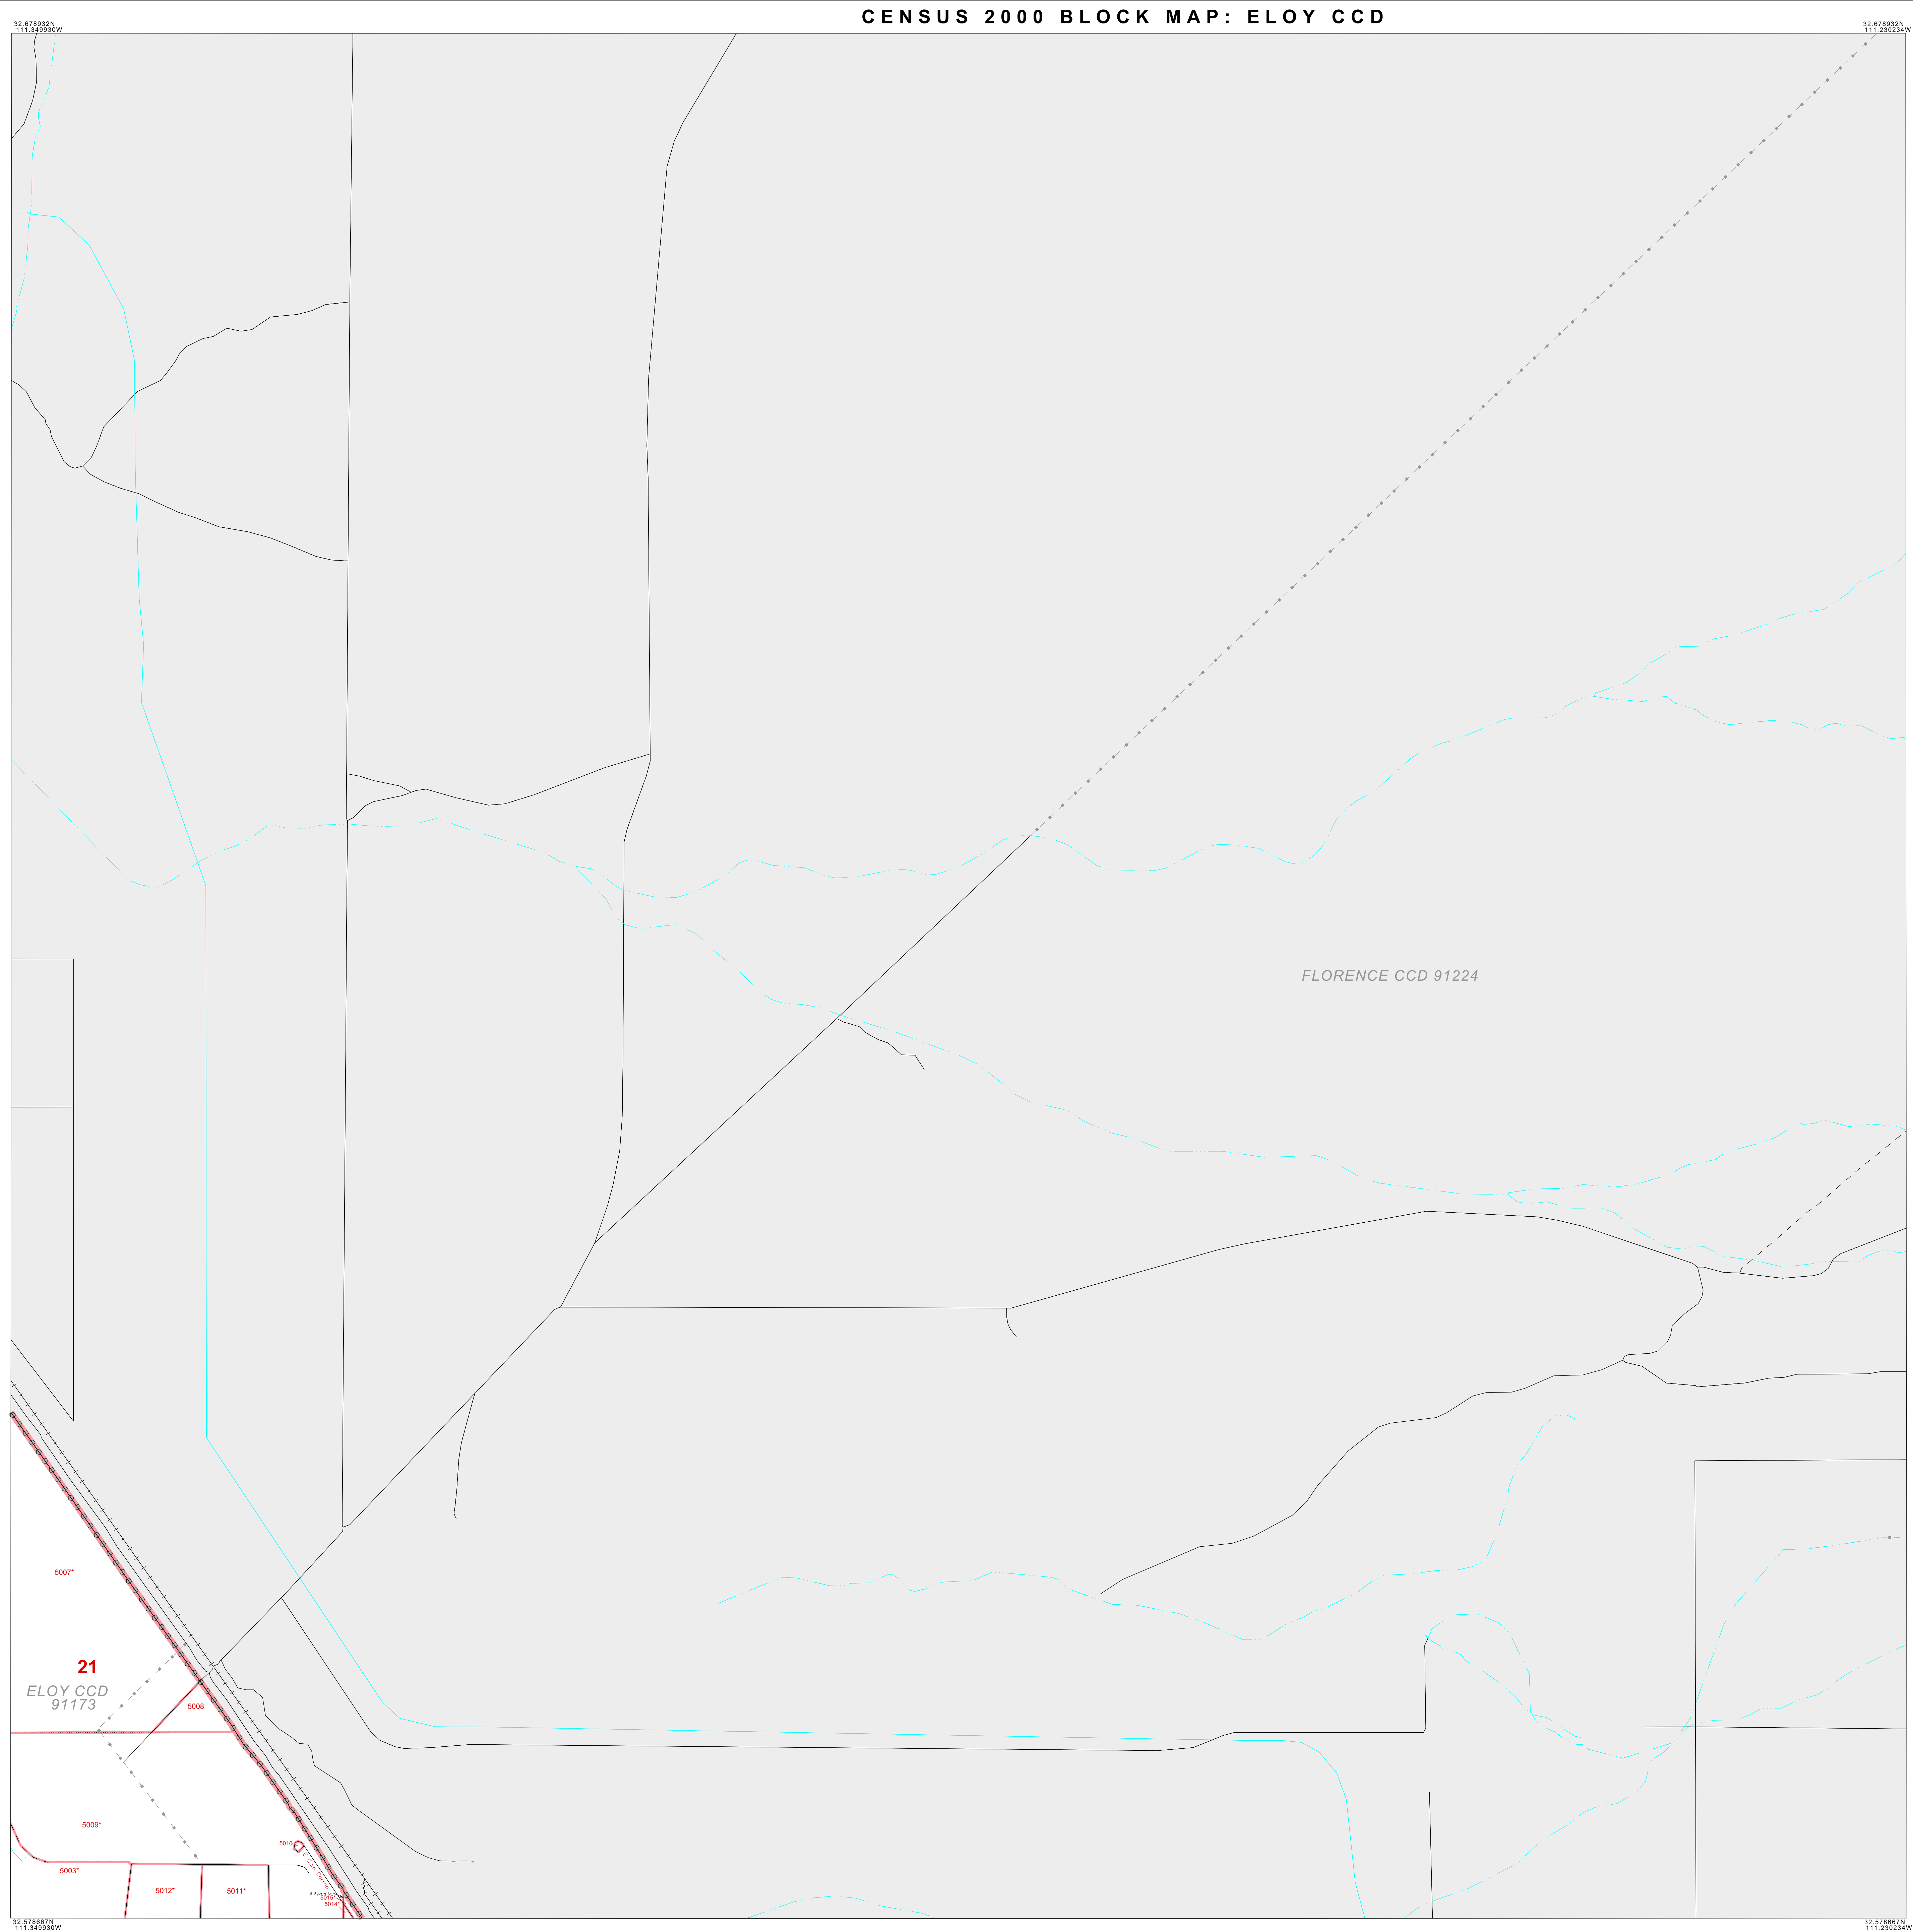 CENSUS 2000 BLOCK MAP: ELOY CCD
32.678932N
111.349930W
32.678932N
111.230234W
FLORENCE CCD 91224
5007*
21
ELOY CCD
91173
5008
5009*
5010
5003*
5012*
5011*
5015*
5014*
32.578667N
111.349930W
32.578667N
111.230234W